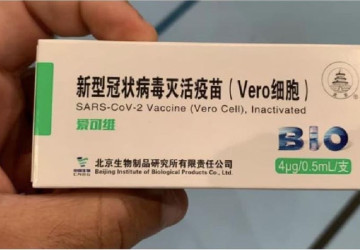 新型冠状病毒灭活疫苗（Vero细胞）
SARS-CoV-2 Vaccine (Vero Cell), Inactivated
爱可维
BIO
北京生物制品研究所有限责任公司
Beijing Institute of Biological Products Co., Ltd.
4μg/0.5mL/支